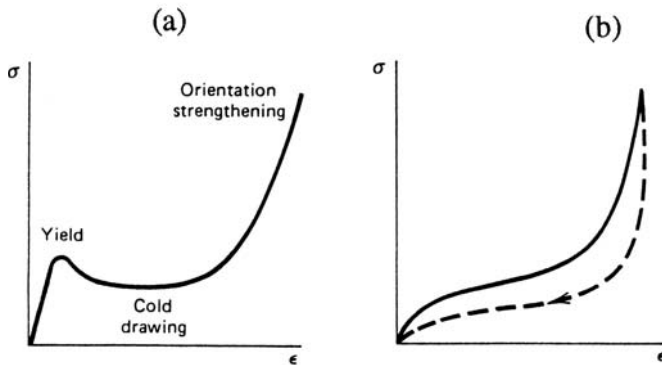 (a)
(b)
σ
Orientation
strengthening
Yield
Cold
drawing
ϵ
σ
ϵ